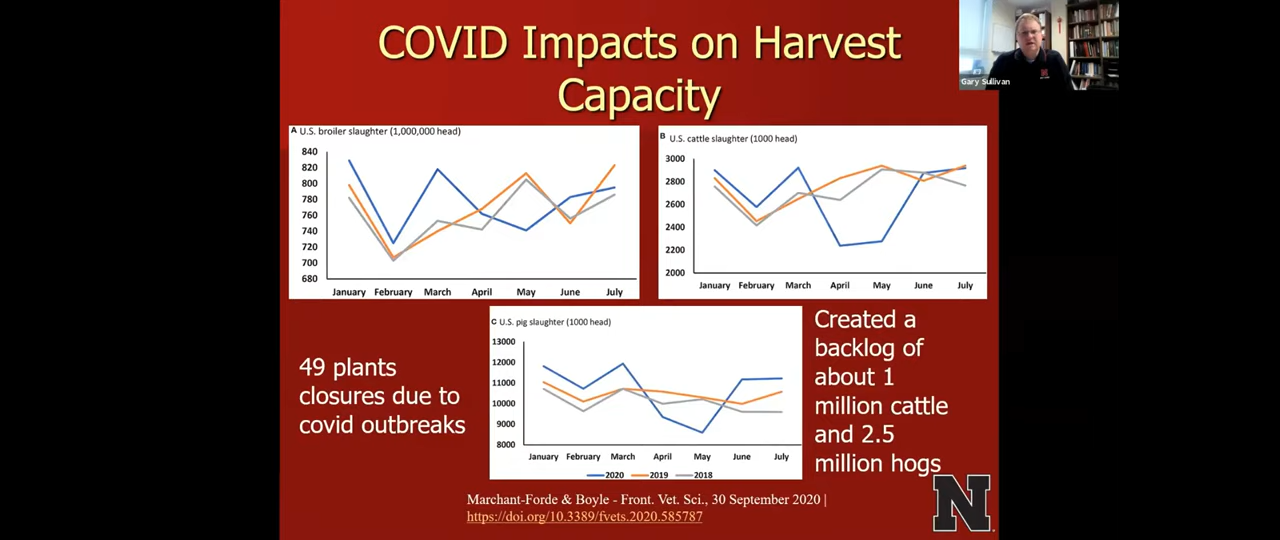 COVID Impacts on Harvest
Capacity
Gary Sullivan
A U.S. broiler slaughter (1,000,000 head)
840
820
800
780
760
740
720
700
680
January February March April May June July
B U.S. cattle slaughter (1000 head)
3000
2800
2600
2400
2200
2000
January February March April May June July
49 plants
closures due to
covid outbreaks
C U.S. pig slaughter (1000 head)
13000
12000
11000
10000
9000
8000
January February March April May June July
2020 2019 2018
Created a
backlog of
about 1
million cattle
and 2.5
million hogs
N
Marchant-Forde & Boyle - Front. Vet. Sci., 30 September 2020 |
https://doi.org/10.3389/fvets.2020.585787